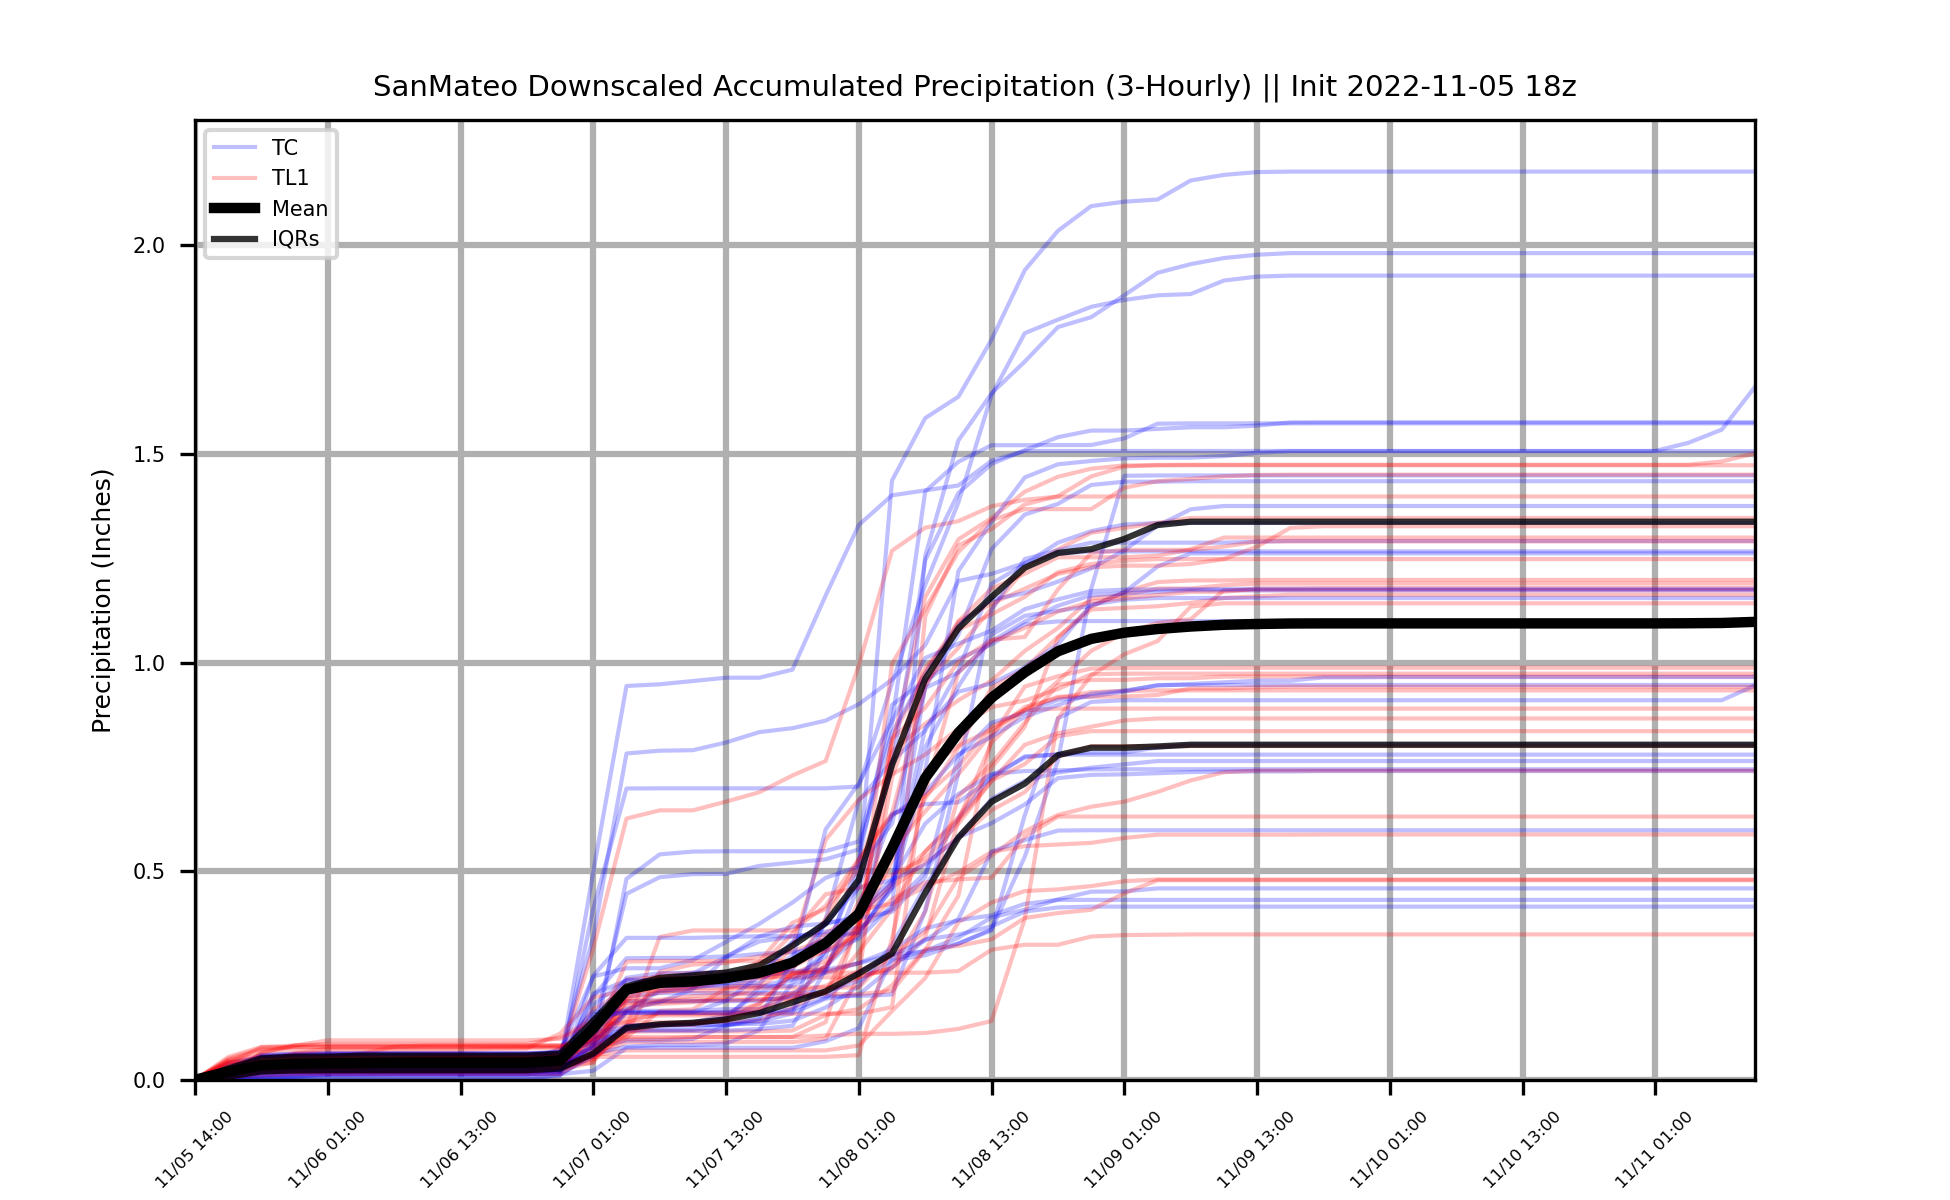 SanMateo Downscaled Accumulated Precipitation (3-Hourly) || Init 2022-11-05 18z
TC
TL1
Mean
IQRs
Precipitation (Inches)
2.0
1.5
1.0
0.5
0.0
11/05 14:00
11/06 01:00
11/06 13:00
11/07 01:00
11/07 13:00
11/08 01:00
11/08 13:00
11/09 01:00
11/09 13:00
11/10 01:00
11/10 13:00
11/11 01:00